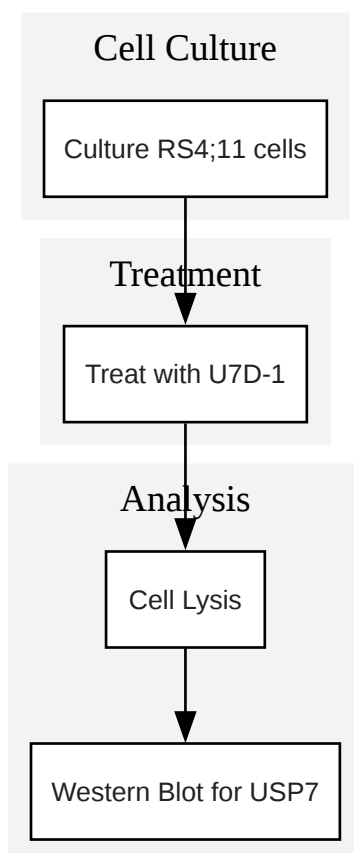 Cell Culture
Culture RS4;11 cells
Treatment
Treat with U7D-1
Analysis
Cell Lysis
Western Blot for USP7